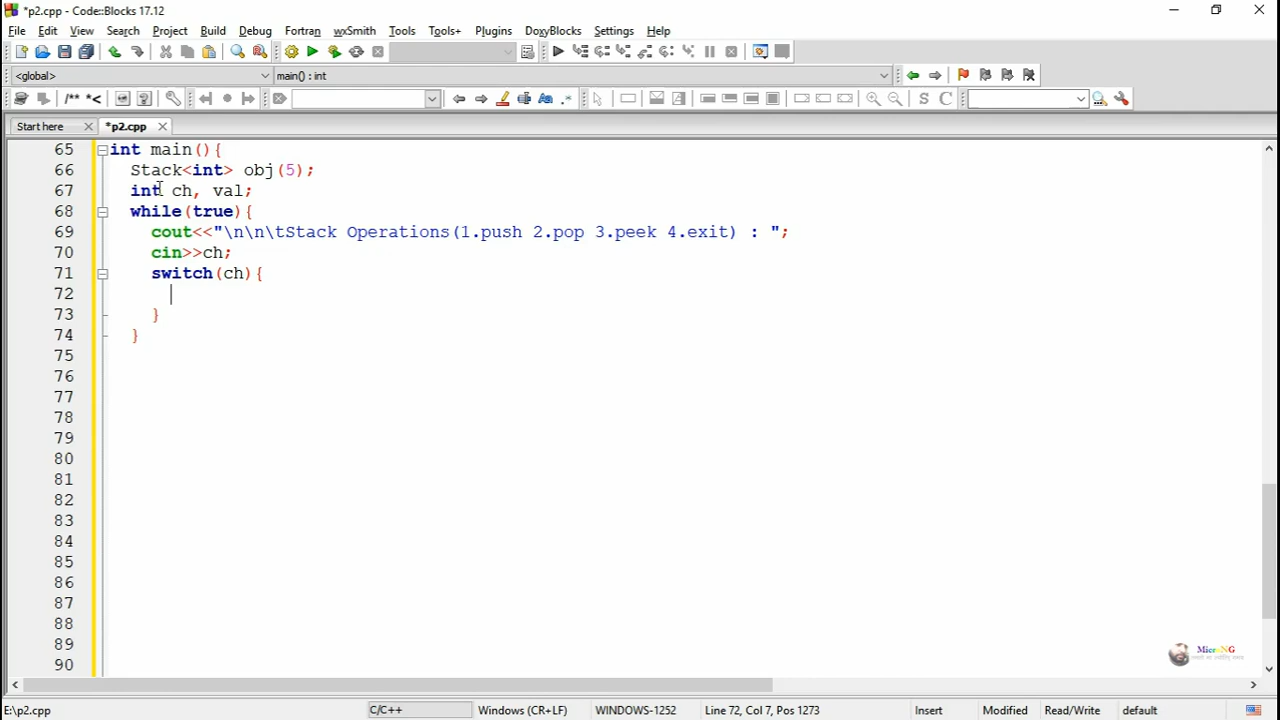 *p2.cpp - Code::Blocks 17.12
File Edit View Search Project Build Debug Fortran wxSmith Tools Tools+ Plugins DoxyBlocks Settings Help
<global> main() : int
/** *<
S C
Start here *p2.cpp
65 int main(){
66 Stack<int> obj(5);
67 int ch, val;
68 while(true){
69 cout<<"\n\n\tStack Operations(1.push 2.pop 3.peek 4.exit) : ";
70 cin>>ch;
71 switch(ch){
72
73 }
74 }
75
76
77
78
79
80
81
82
83
84
85
86
87
88
89
90
MicroNG
E:\p2.cpp C/C++ Windows (CR+LF) WINDOWS-1252 Line 72, Col 7, Pos 1273 Insert Modified Read/Write default